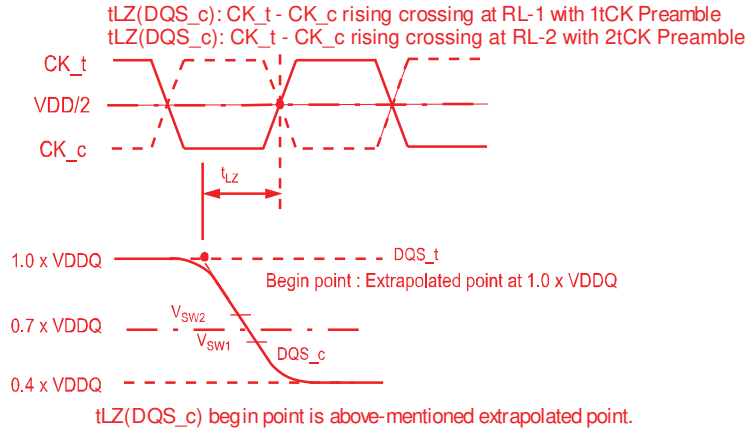 tLZ(DQS_c): CK_t - CK_c rising crossing at RL-1 with 1tCK Preamble
tLZ(DQS_c): CK_t - CK_c rising crossing at RL-2 with 2tCK Preamble
CK_t
VDD/2
CK_c
tLZ
1.0 x VDDQ
DQS_t
Begin point : Extrapolated point at 1.0 x VDDQ
VSW2
0.7 x VDDQ
VSW1
DQS_c
0.4 x VDDQ
tLZ(DQS_c) begin point is above-mentioned extrapolated point.